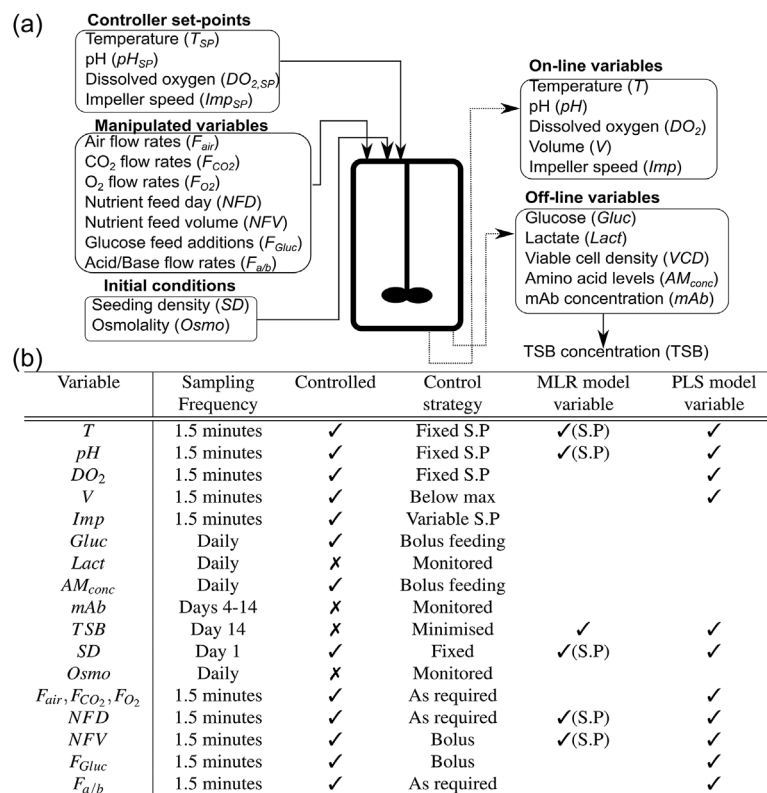 (a)
Controller set-points
Temperature (T_SP)
pH (pH_SP)
Dissolved oxygen (DO_2,SP)
Impeller speed (Imp_SP)
Manipulated variables
Air flow rates (F_air)
CO_2 flow rates (F_CO2)
O_2 flow rates (F_O2)
Nutrient feed day (NFD)
Nutrient feed volume (NFV)
Glucose feed additions (F_Gluc)
Acid/Base flow rates (F_a/b)
Initial conditions
Seeding density (SD)
Osmolality (Osmo)
On-line variables
Temperature (T)
pH (pH)
Dissolved oxygen (DO_2)
Volume (V)
Impeller speed (Imp)
Off-line variables
Glucose (Gluc)
Lactate (Lact)
Viable cell density (VCD)
Amino acid levels (AM_conc)
mAb concentration (mAb)
TSB concentration (TSB)
(b)
Variable Sampling Controlled Control MLR model PLS model
Frequency strategy variable variable
T 1.5 minutes ✓ Fixed S.P ✓(S.P) ✓
pH 1.5 minutes ✓ Fixed S.P ✓(S.P) ✓
DO_2 1.5 minutes ✓ Fixed S.P ✓
V 1.5 minutes ✓ Below max ✓
Imp 1.5 minutes ✓ Variable S.P
Gluc Daily ✓ Bolus feeding
Lact Daily ✗ Monitored
AM_conc Daily ✓ Bolus feeding
mAb Days 4-14 ✗ Monitored
TSB Day 14 ✗ Minimised ✓ ✓
SD Day 1 ✓ Fixed ✓(S.P) ✓
Osmo Daily ✗ Monitored
F_air, F_CO2, F_O2 1.5 minutes ✓ As required ✓
NFD 1.5 minutes ✓ As required ✓(S.P) ✓
NFV 1.5 minutes ✓ Bolus ✓(S.P) ✓
F_Gluc 1.5 minutes ✓ Bolus ✓
F_a/b 1.5 minutes ✓ As required ✓